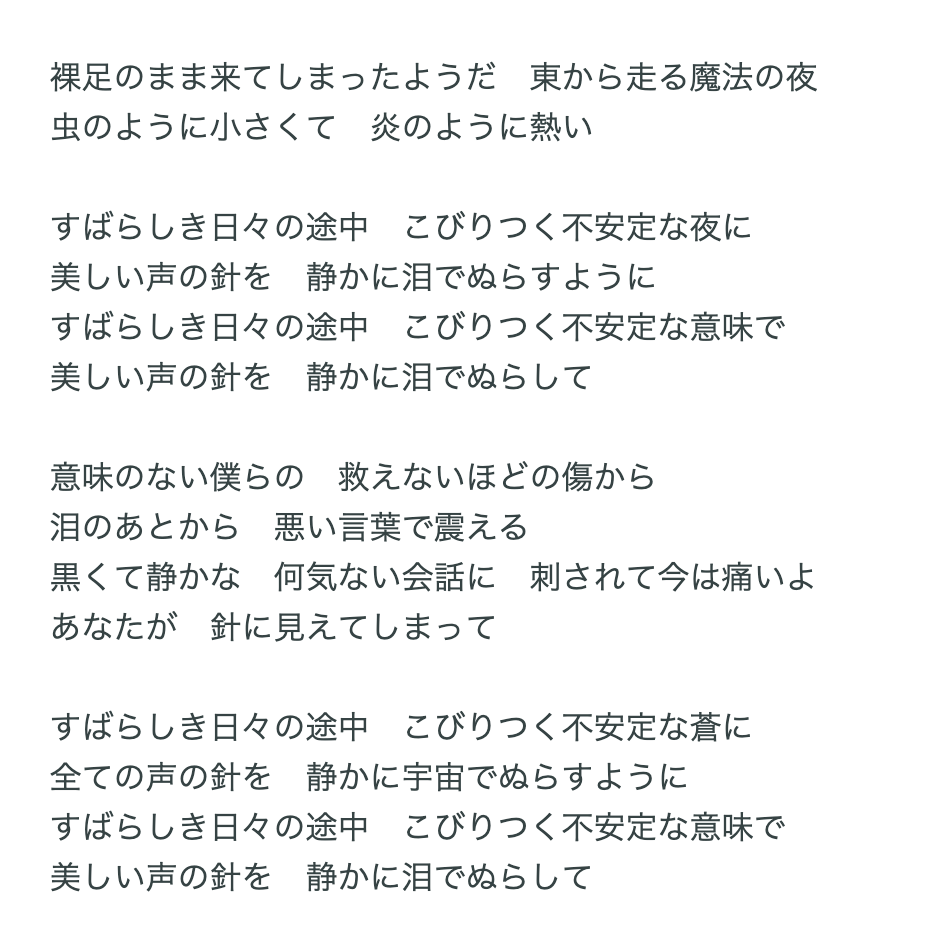 裸足のまま来てしまったようだ　東から走る魔法の夜
虫のように小さくて　炎のように熱い
すばらしき日々の途中　こびりつく不安定な夜に
美しい声の針を　静かに泪でぬらすように
すばらしき日々の途中　こびりつく不安定な意味で
美しい声の針を　静かに泪でぬらして
意味のない僕らの　救えないほどの傷から
泪のあとから　悪い言葉で震える
黒くて静かな　何気ない会話に　刺されて今は痛いよ
あなたが　針に見えてしまって
すばらしき日々の途中　こびりつく不安定な蒼に
全ての声の針を　静かに宇宙でぬらすように
すばらしき日々の途中　こびりつく不安定な意味で
美しい声の針を　静かに泪でぬらして